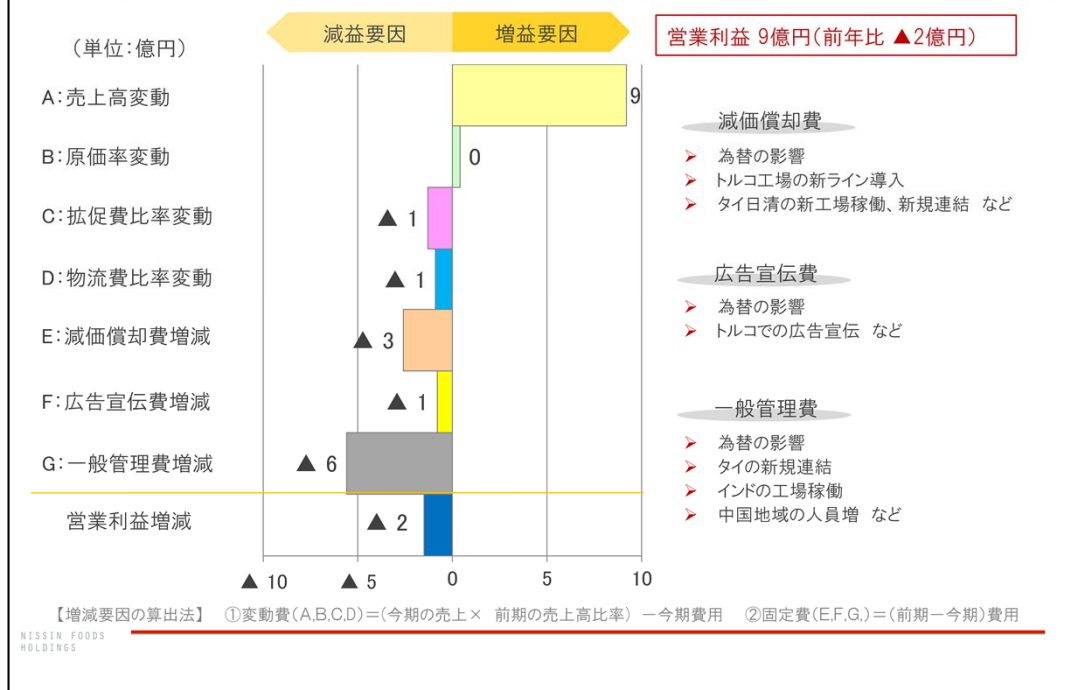 減益要因 増益要因
営業利益 9億円(前年比 ▲2億円)
(単位:億円)
A:売上高変動 9
B:原価率変動 0
C:拡促費比率変動 ▲ 1
D:物流費比率変動 ▲ 1
E:減価償却費増減 ▲ 3
F:広告宣伝費増減 ▲ 1
G:一般管理費増減 ▲ 6
営業利益増減 ▲ 2
▲ 10 ▲ 5 0 5 10
減価償却費
➢ 為替の影響
➢ トルコ工場の新ライン導入
➢ タイ日清の新工場稼働、新規連結 など
広告宣伝費
➢ 為替の影響
➢ トルコでの広告宣伝 など
一般管理費
➢ 為替の影響
➢ タイの新規連結
➢ インドの工場稼働
➢ 中国地域の人員増 など
【増減要因の算出法】 ①変動費(A,B,C,D)=(今期の売上× 前期の売上高比率) -今期費用 ②固定費(E,F,G,)=(前期-今期)費用
NISSIN FOODS
HOLDINGS